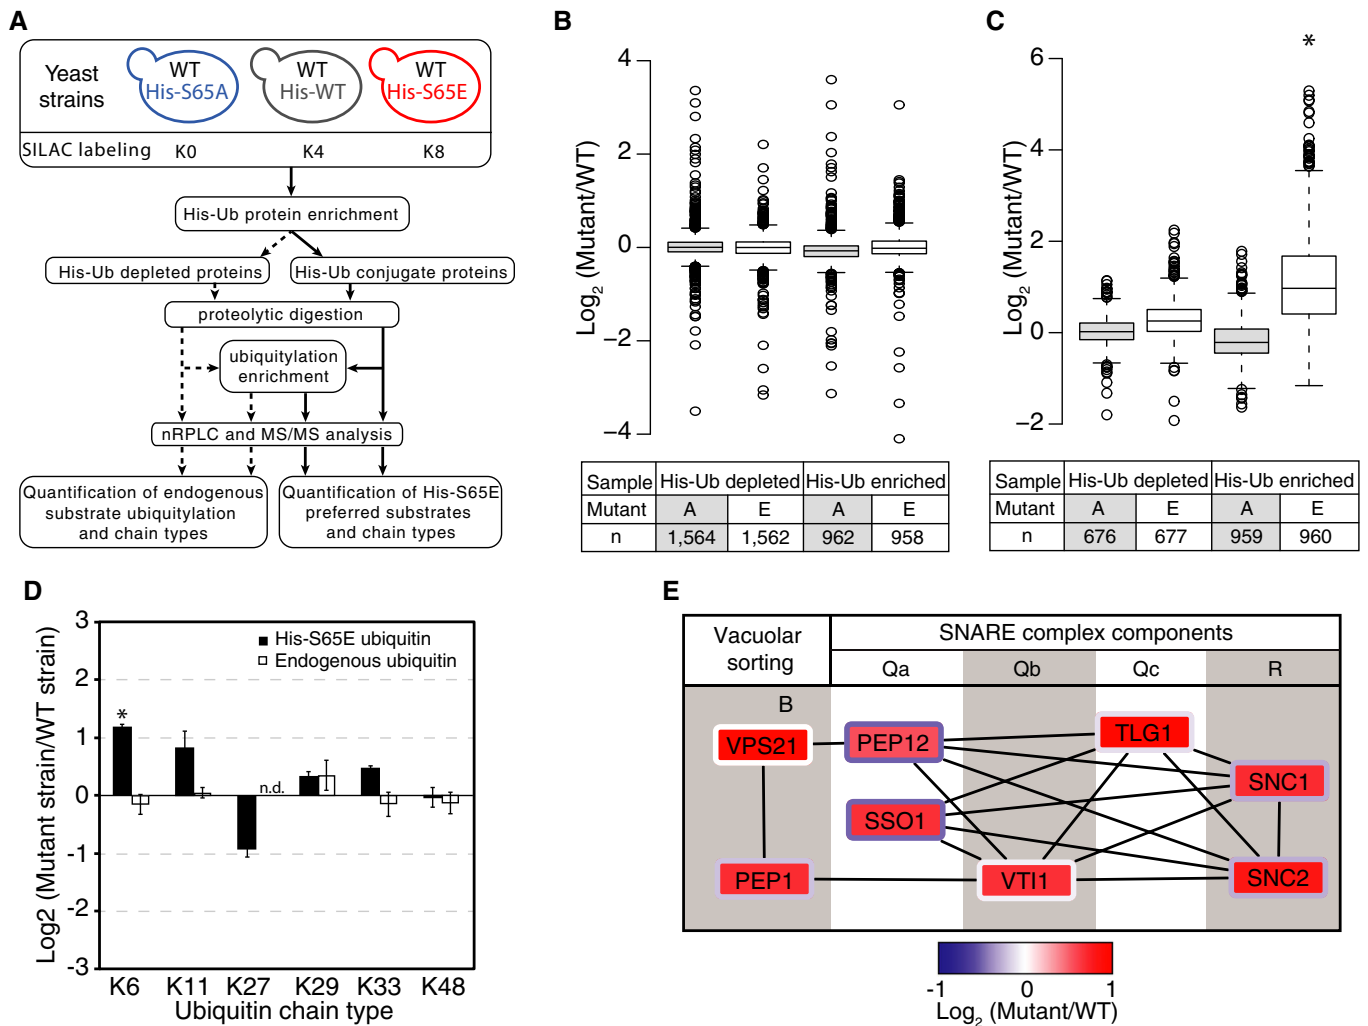 A
Yeast strains
WT
His-S65A
WT
His-WT
WT
His-S65E
SILAC labeling K0 K4 K8
His-Ub protein enrichment
His-Ub depleted proteins
His-Ub conjugate proteins
proteolytic digestion
ubiquitylation
enrichment
nRPLC and MS/MS analysis
Quantification of endogenous
substrate ubiquitylation
and chain types
Quantification of His-S65E
preferred substrates
and chain types
B
Log2 (Mutant/WT)
4
2
0
−2
−4
Sample His-Ub depleted His-Ub enriched
Mutant A E A E
n 1,564 1,562 962 958
C
Log2 (Mutant/WT)
6
4
2
0
−2
*
Sample His-Ub depleted His-Ub enriched
Mutant A E A E
n 676 677 959 960
D
Log2 (Mutant strain/WT strain)
3
2
1
0
-1
-2
-3
His-S65E ubiquitin
Endogenous ubiquitin
*
n.d.
K6 K11 K27 K29 K33 K48
Ubiquitin chain type
E
Vacuolar
sorting
SNARE complex components
Qa Qb Qc R
B
VPS21
PEP12
TLG1
SNC1
SSO1
PEP1
VTI1
SNC2
-1 0 1
Log2 (Mutant/WT)